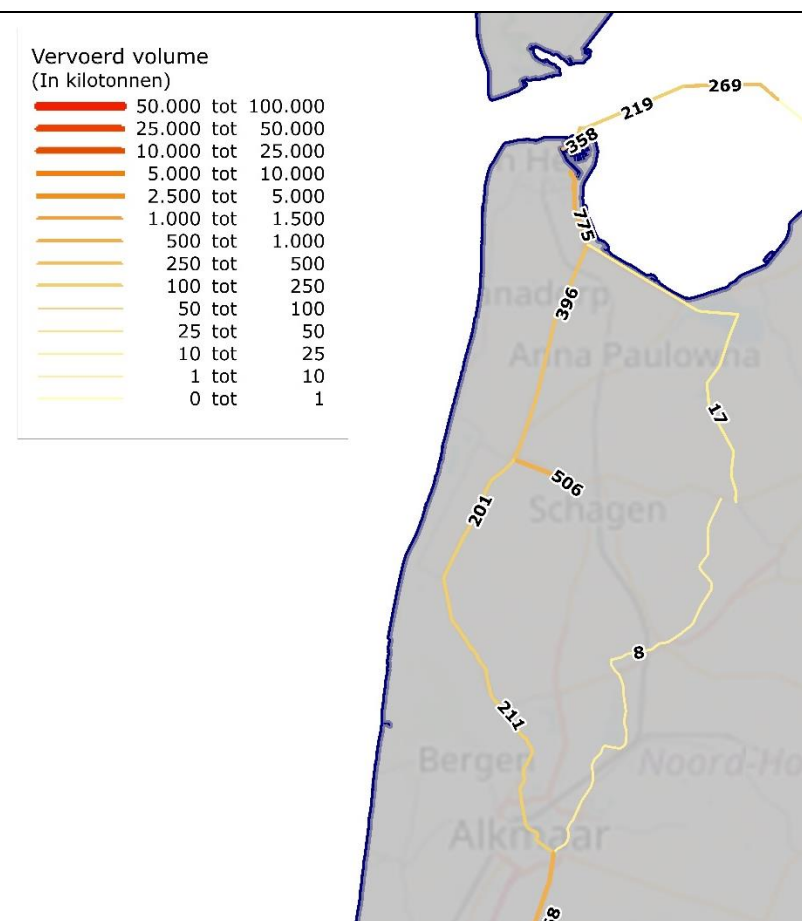 Vervoerd volume
(In kilotonnen)
50.000 tot 100.000
25.000 tot 50.000
10.000 tot 25.000
5.000 tot 10.000
2.500 tot 5.000
1.000 tot 1.500
500 tot 1.000
250 tot 500
100 tot 250
50 tot 100
25 tot 50
10 tot 25
1 tot 10
0 tot 1
269
219
358
775
396
Anna Paulowna
17
506
201
Schagen
8
211
Bergen
Alkmaar